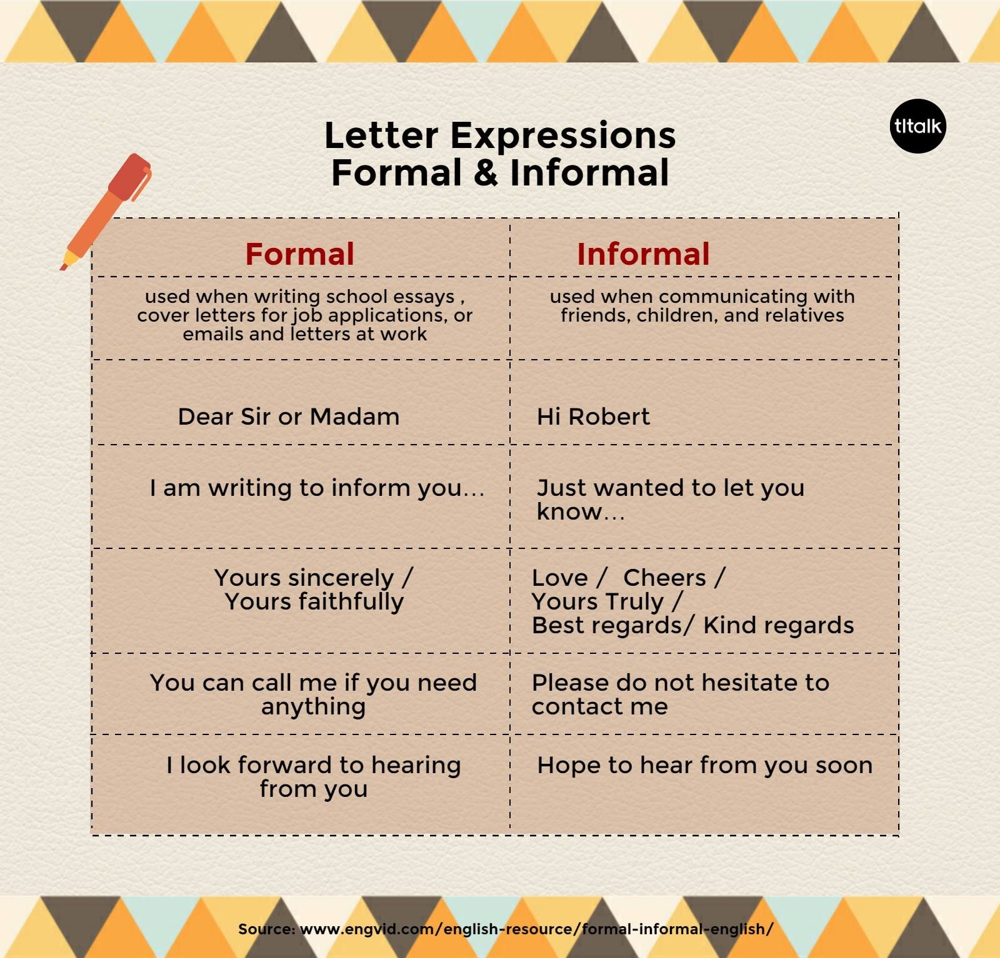 tltalk
Letter Expressions
Formal & Informal
Formal
Informal
used when writing school essays ,
cover letters for job applications, or
emails and letters at work
used when communicating with
friends, children, and relatives
Dear Sir or Madam
Hi Robert
I am writing to inform you...
Just wanted to let you
know...
Yours sincerely /
Yours faithfully
Love / Cheers /
Yours Truly /
Best regards/ Kind regards
You can call me if you need
anything
Please do not hesitate to
contact me
I look forward to hearing
from you
Hope to hear from you soon
Source: www.engvid.com/english-resource/formal-informal-english/